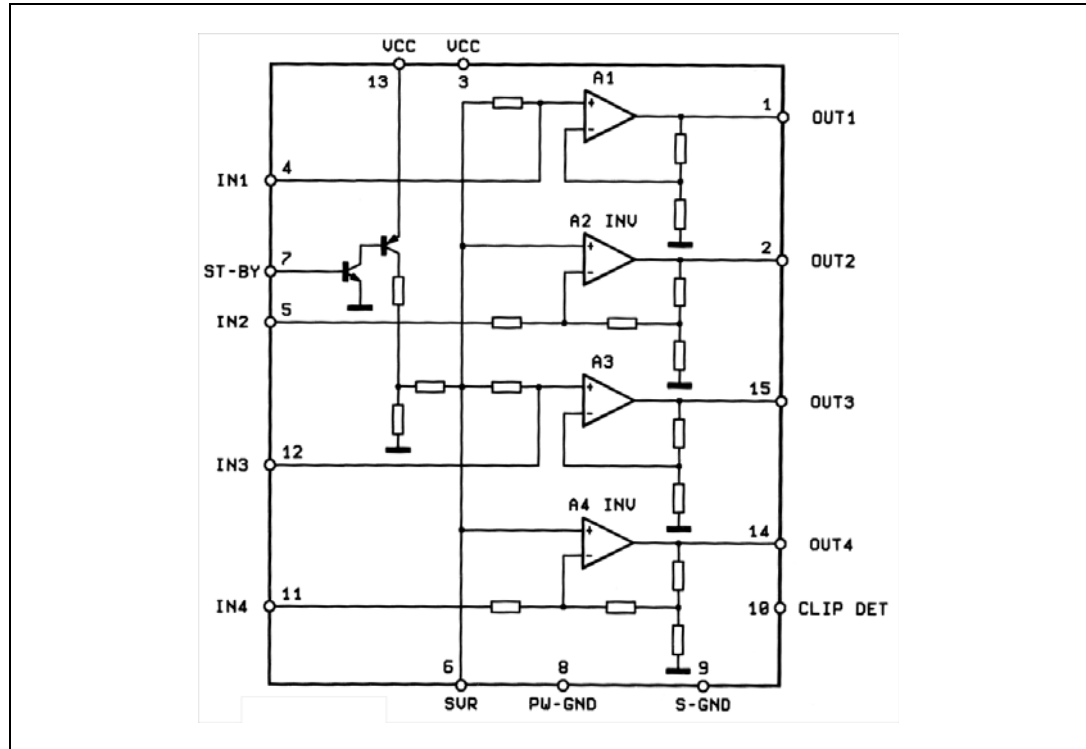 VCC VCC
13 3
A1
1 OUT1
IN1 4
A2 INV
2 OUT2
ST-BY 7
IN2 5
A3
15 OUT3
IN3 12
A4 INV
14 OUT4
IN4 11
10 CLIP DET
6 8 9
SVR PW-GND S-GND